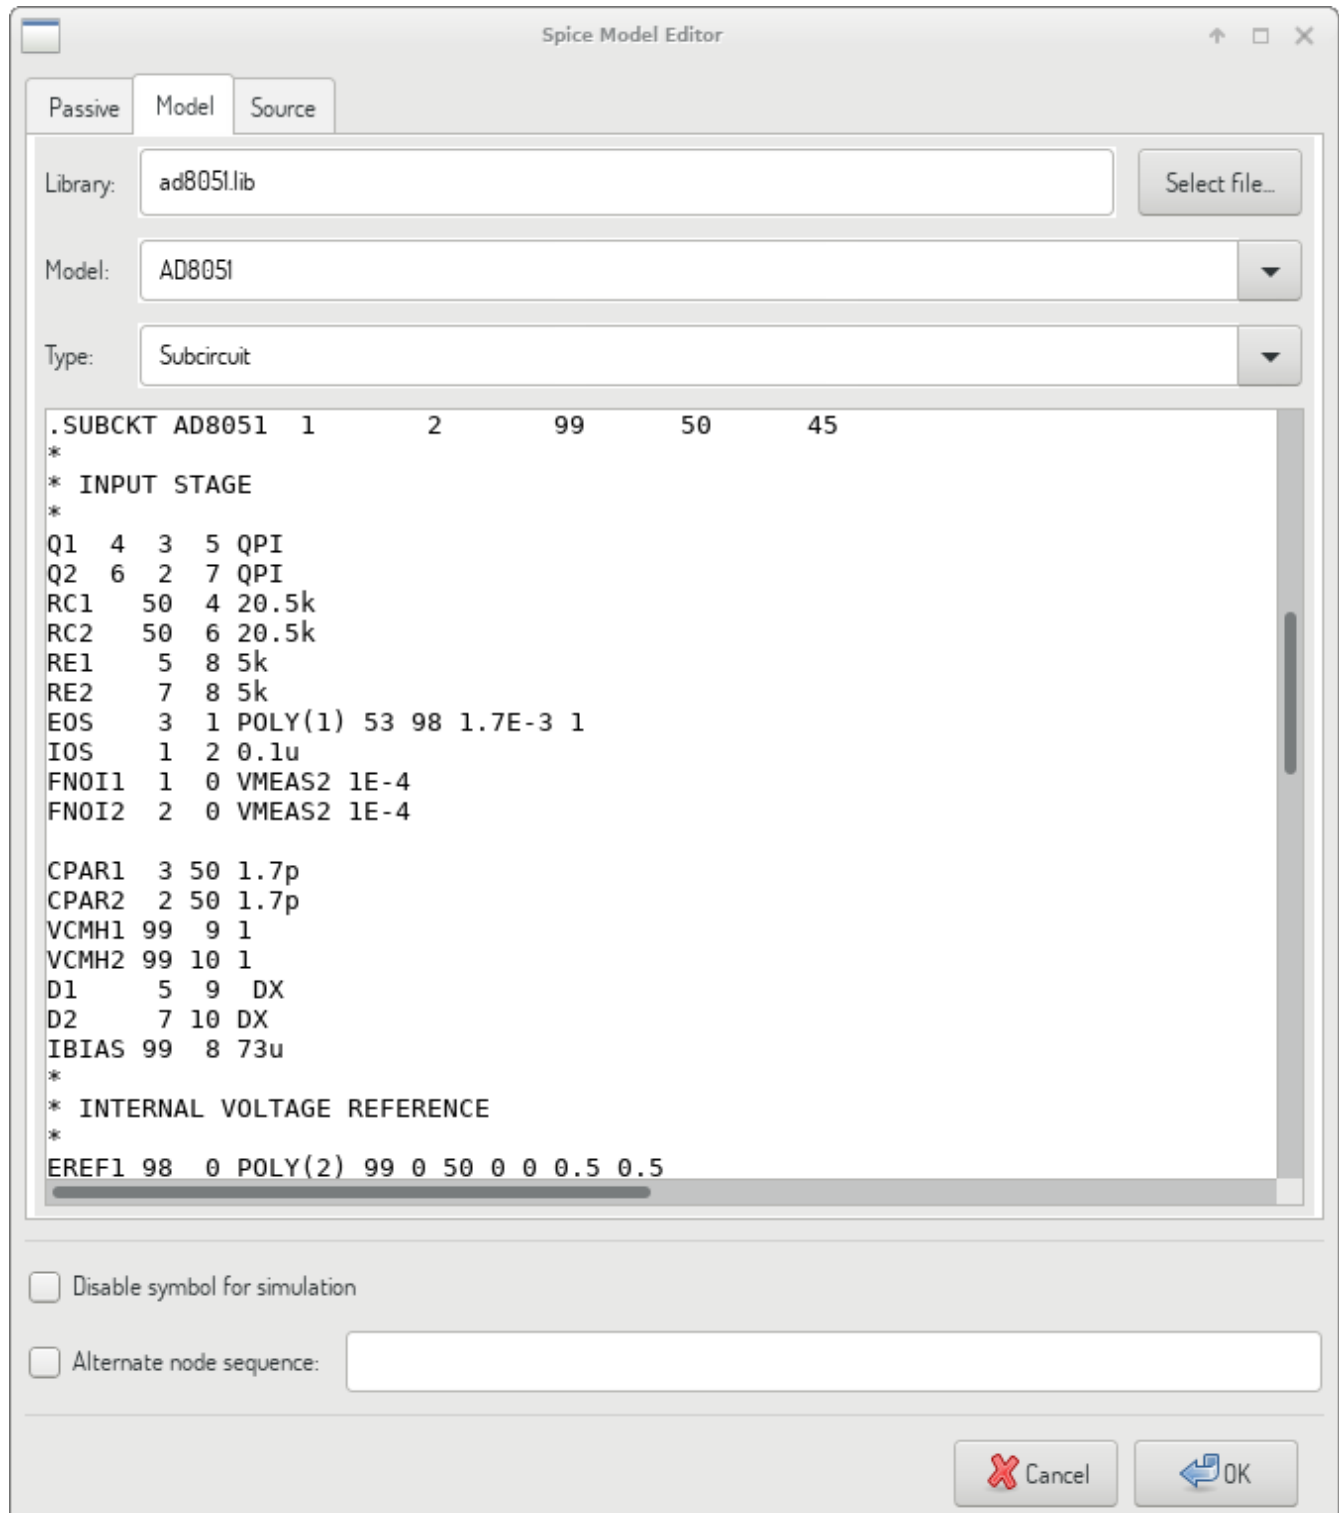 Spice Model Editor
Passive Model Source
Library: ad8051.lib Select file...
Model: AD8051
Type: Subcircuit
.SUBCKT AD8051 1 2 99 50 45
*
* INPUT STAGE
*
Q1 4 3 5 QPI
Q2 6 2 7 QPI
RC1 50 4 20.5k
RC2 50 6 20.5k
RE1 5 8 5k
RE2 7 8 5k
EOS 3 1 POLY(1) 53 98 1.7E-3 1
IOS 1 2 0.1u
FNOI1 1 0 VMEAS2 1E-4
FNOI2 2 0 VMEAS2 1E-4
CPAR1 3 50 1.7p
CPAR2 2 50 1.7p
VCMH1 99 9 1
VCMH2 99 10 1
D1 5 9 DX
D2 7 10 DX
IBIAS 99 8 73u
*
* INTERNAL VOLTAGE REFERENCE
*
EREF1 98 0 POLY(2) 99 0 50 0 0 0.5 0.5
Disable symbol for simulation
Alternate node sequence:
Cancel OK